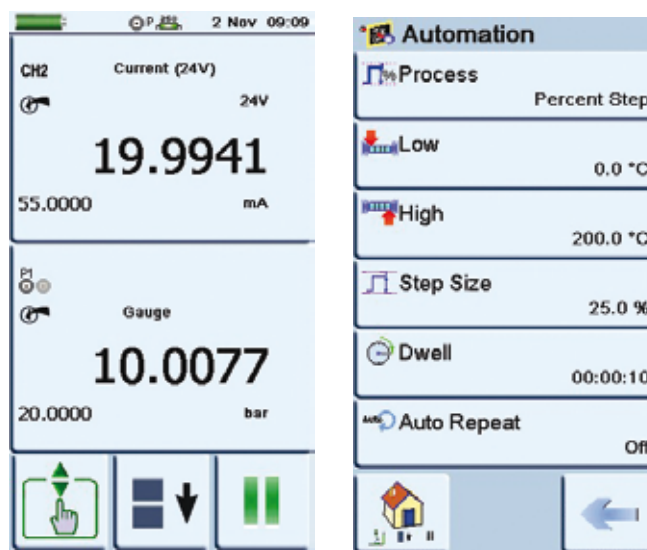 P 2 Nov 09:09
CH2 Current (24V)
24V
19.9941
55.0000 mA
P1
Gauge
10.0077
20.0000 bar
Automation
Process
Percent Step
Low
0.0 °C
High
200.0 °C
Step Size
25.0 %
Dwell
00:00:10
Auto Repeat
Off